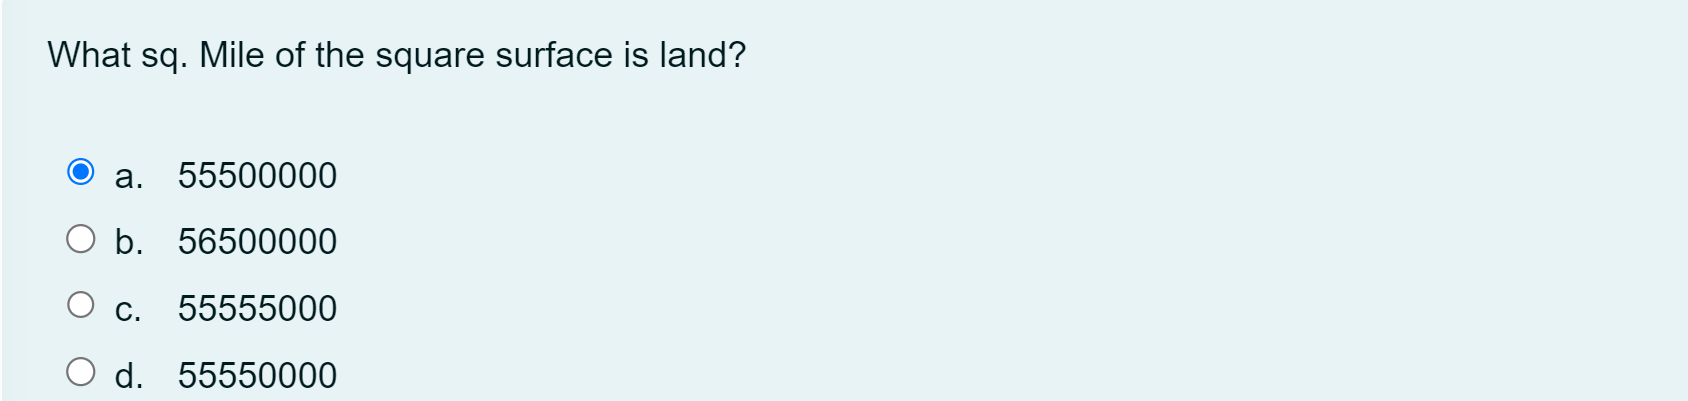 What sq. Mile of the square surface is land?
a. 55500000
b. 56500000
c. 55555000
d. 55550000